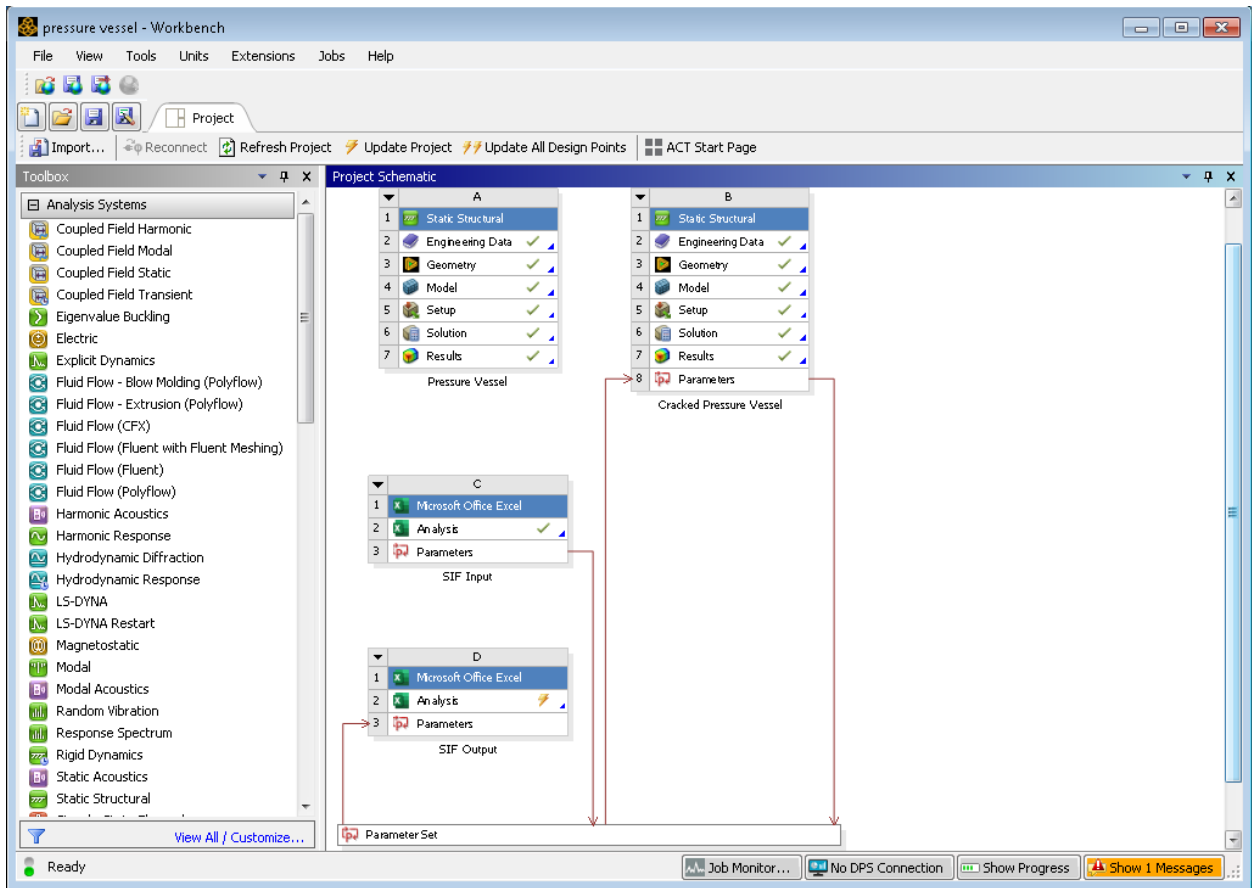 pressure vessel - Workbench
File View Tools Units Extensions Jobs Help
Project
Import... Reconnect Refresh Project Update Project Update All Design Points ACT Start Page
Toolbox
Analysis Systems
Coupled Field Harmonic
Coupled Field Modal
Coupled Field Static
Coupled Field Transient
Eigenvalue Buckling
Electric
Explicit Dynamics
Fluid Flow - Blow Molding (Polyflow)
Fluid Flow - Extrusion (Polyflow)
Fluid Flow (CFX)
Fluid Flow (Fluent with Fluent Meshing)
Fluid Flow (Fluent)
Fluid Flow (Polyflow)
Harmonic Acoustics
Harmonic Response
Hydrodynamic Diffraction
Hydrodynamic Response
LS-DYNA
LS-DYNA Restart
Magnetostatic
Modal
Modal Acoustics
Random Vibration
Response Spectrum
Rigid Dynamics
Static Acoustics
Static Structural
View All / Customize...
Project Schematic
A
1 Static Structural
2 Engineering Data
3 Geometry
4 Model
5 Setup
6 Solution
7 Results
Pressure Vessel
B
1 Static Structural
2 Engineering Data
3 Geometry
4 Model
5 Setup
6 Solution
7 Results
8 Parameters
Cracked Pressure Vessel
C
1 Microsoft Office Excel
2 Analysis
3 Parameters
SIF Input
D
1 Microsoft Office Excel
2 Analysis
3 Parameters
SIF Output
Parameter Set
Ready Job Monitor... No DPS Connection Show Progress Show 1 Messages